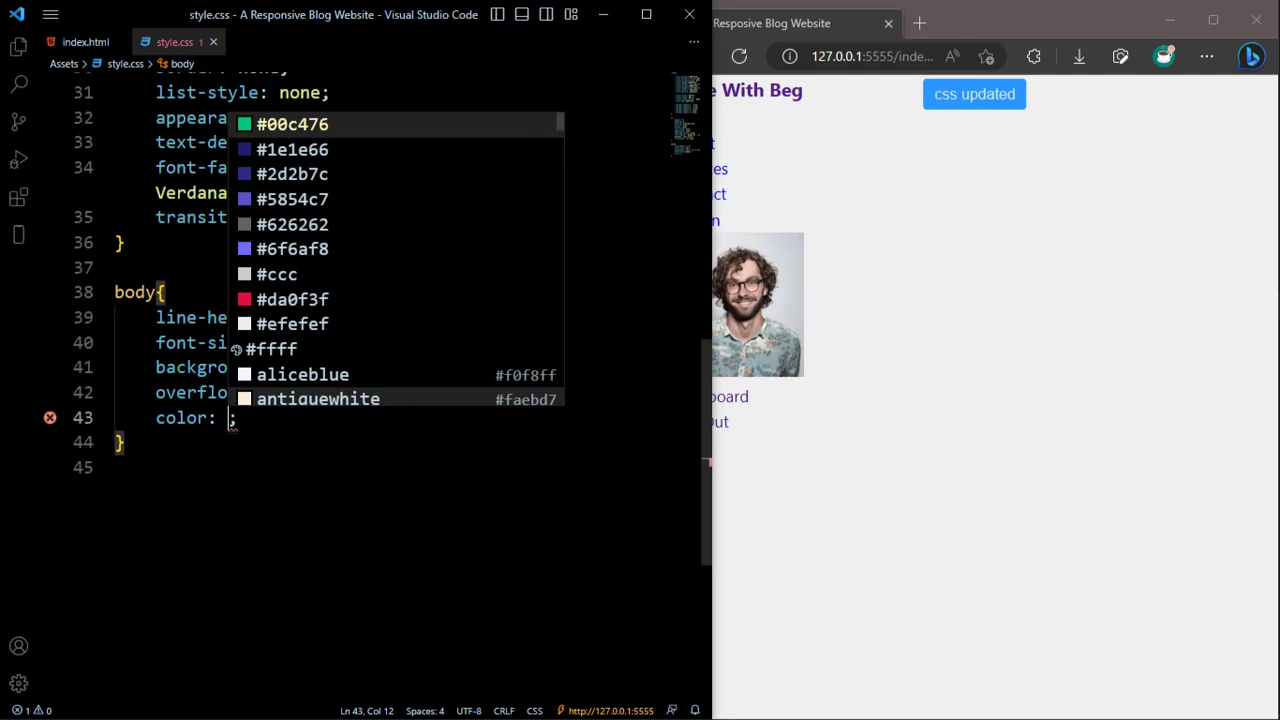 style.css - A Responsive Blog Website - Visual Studio Code
index.html
style.css 1
Assets > style.css > body
31 list-style: none;
32 appeara
33 text-de
34 font-fa
Verdana
35 transit
36 }
37
38 body{
39 line-he
40 font-si
41 backgro
42 overflo
43 color: ;
44 }
45
#00c476
#1e1e66
#2d2b7c
#5854c7
#626262
#6f6af8
#ccc
#da0f3f
#efefef
#ffff
aliceblue #f0f8ff
antiquewhite #faebd7
1 0
Ln 43, Col 12
Spaces: 4
UTF-8
CRLF
CSS
http://127.0.0.1:5555
Resposive Blog Website
127.0.0.1:5555/inde...
e With Beg
css updated
t
es
ct
n
board
Out